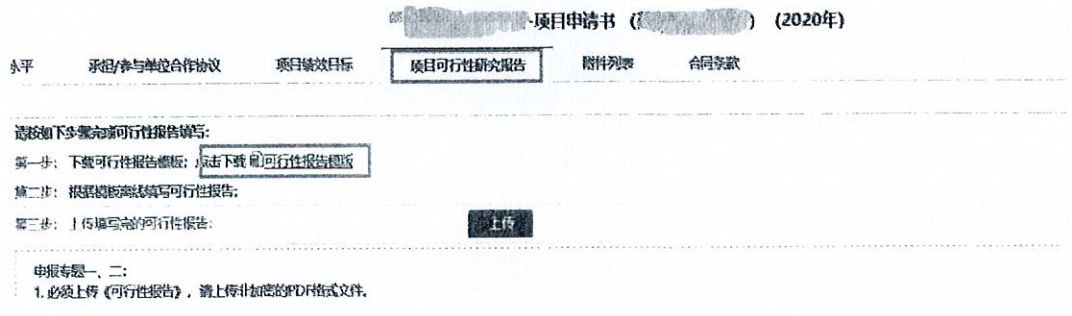 -项目申请书 ( ) (2020年)
水平 承担/参与单位合作协议 项目绩效目标 项目可行性研究报告 附件列表 合同条款
请按如下步骤完成可行性报告填写:
第一步: 下载可行性报告模板; 点击下载 可行性报告模版
第二步: 根据模板离线填写可行性报告;
第三步: 上传填写完的可行性报告: 上传
申报专题一、二:
1. 必须上传《可行性报告》, 请上传非加密的PDF格式文件。